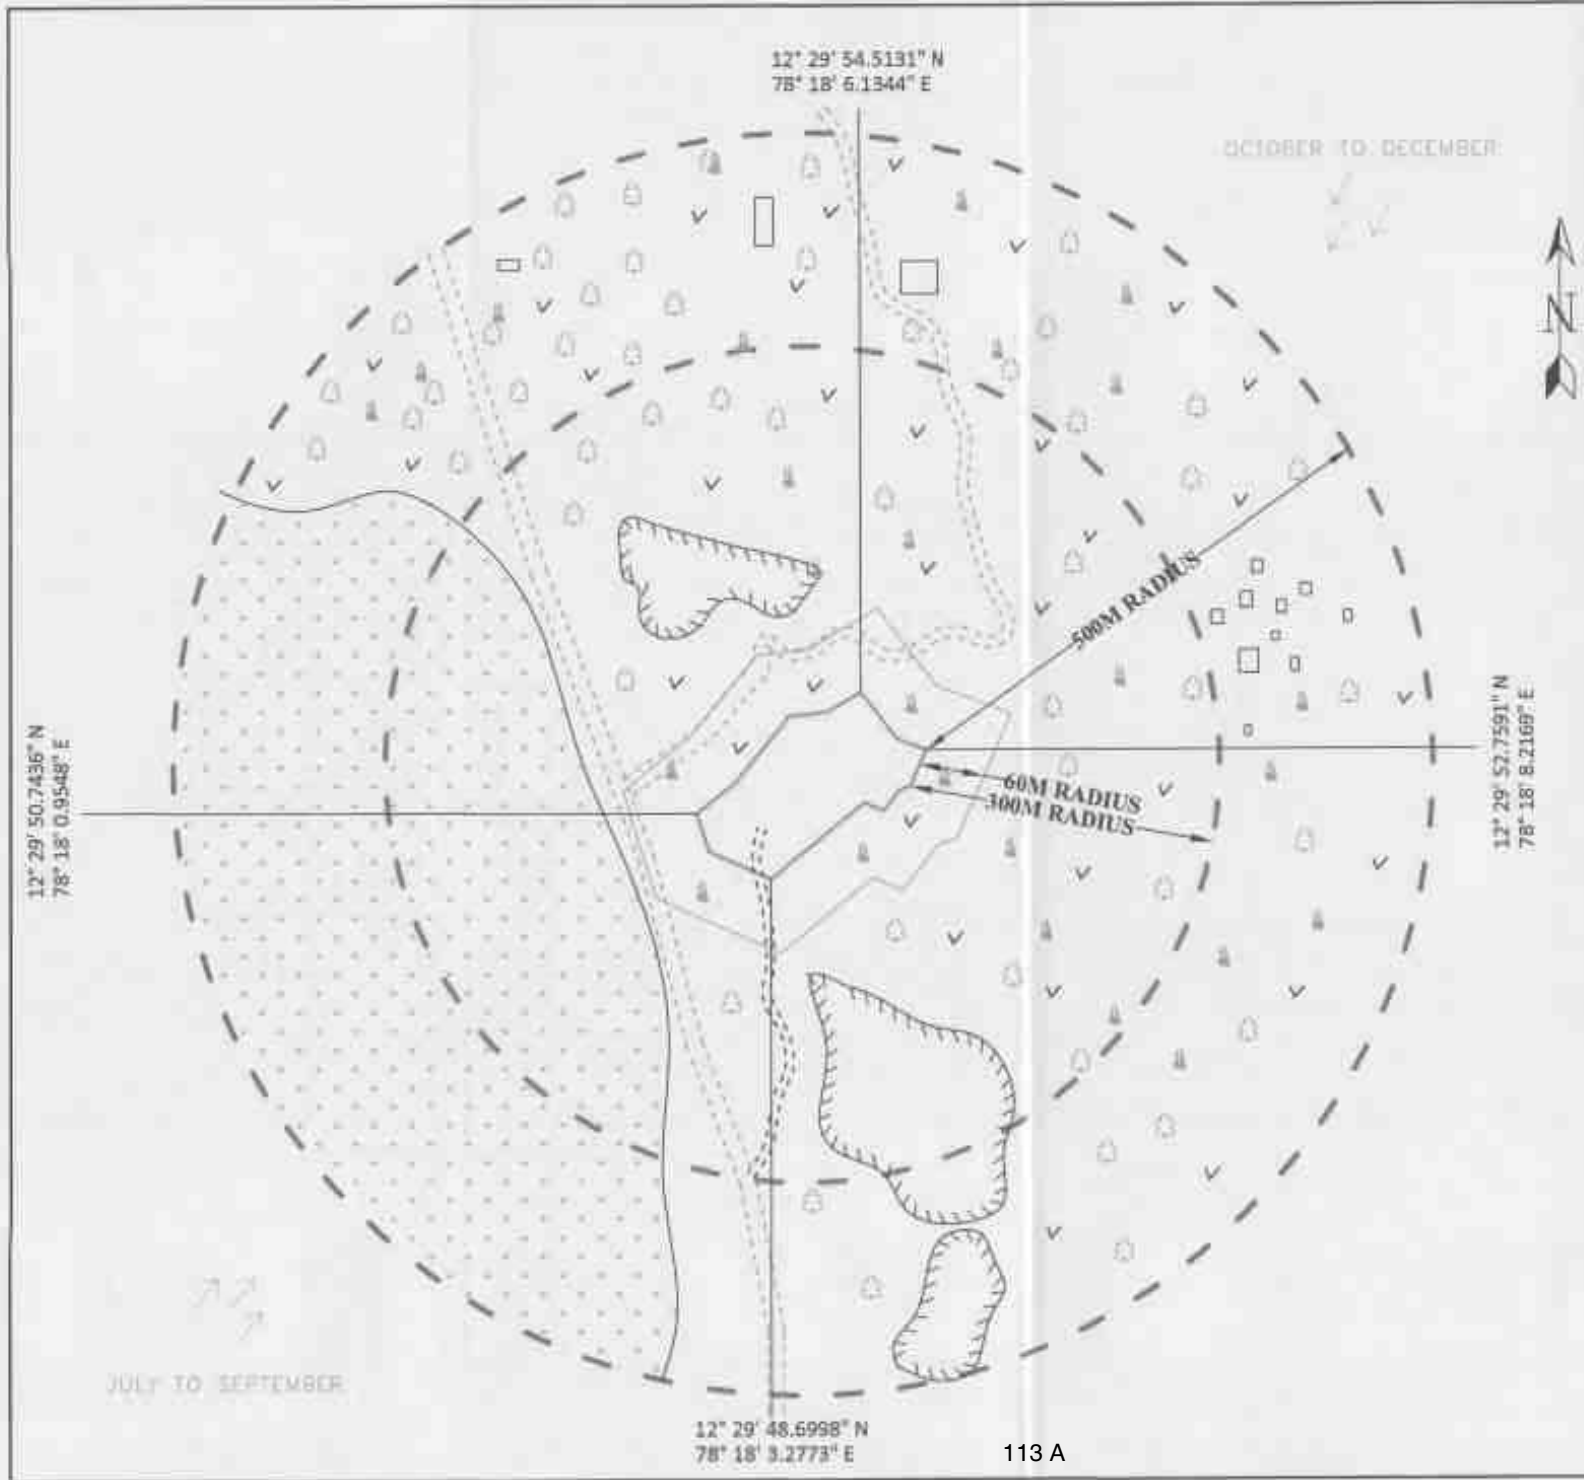 12° 29' 54.5131" N
78° 18' 6.1344" E
OCTOBER TO DECEMBER
N
500M RADIUS
12° 29' 50.7436" N
78° 18' 0.9548" E
12° 29' 52.7591" N
78° 18' 8.2169" E
60M RADIUS
300M RADIUS
JULY TO SEPTEMBER
12° 29' 48.6998" N
78° 18' 3.2773" E
113 A